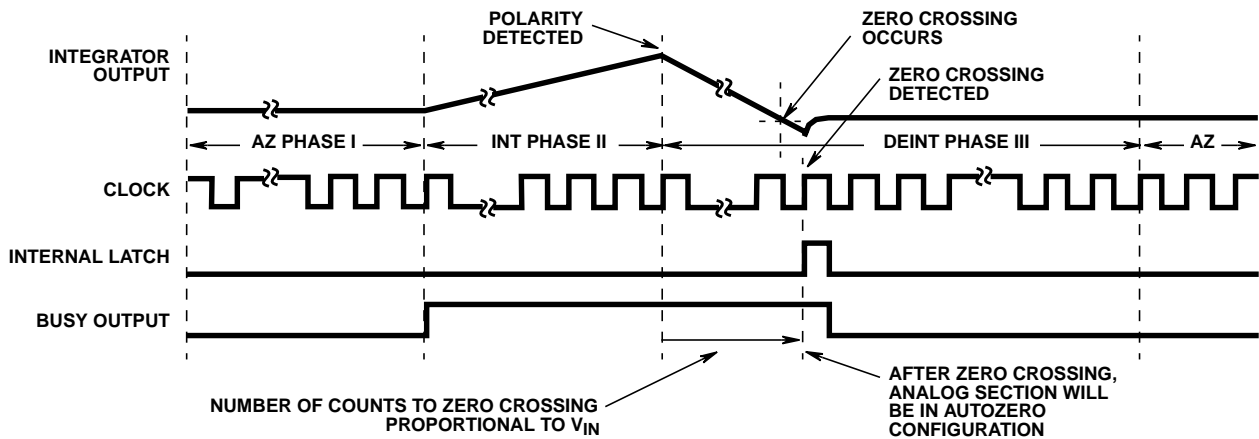 POLARITY
DETECTED
ZERO CROSSING
OCCURS
INTEGRATOR
OUTPUT
ZERO CROSSING
DETECTED
AZ PHASE I
INT PHASE II
DEINT PHASE III
AZ
CLOCK
INTERNAL LATCH
BUSY OUTPUT
NUMBER OF COUNTS TO ZERO CROSSING
PROPORTIONAL TO VIN
AFTER ZERO CROSSING,
ANALOG SECTION WILL
BE IN AUTOZERO
CONFIGURATION